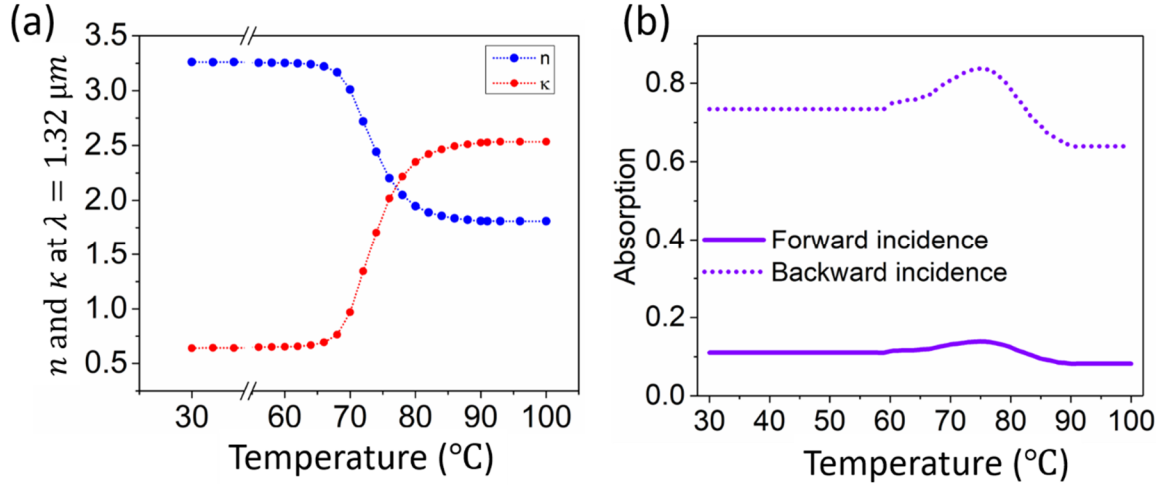 (a)
3.5
3.0
2.5
2.0
1.5
1.0
0.5
n and κ at λ = 1.32 μm
n
κ
30 60 70 80 90 100
Temperature (°C)
(b)
0.8
0.6
0.4
0.2
0.0
Absorption
Forward incidence
Backward incidence
30 40 50 60 70 80 90 100
Temperature (°C)